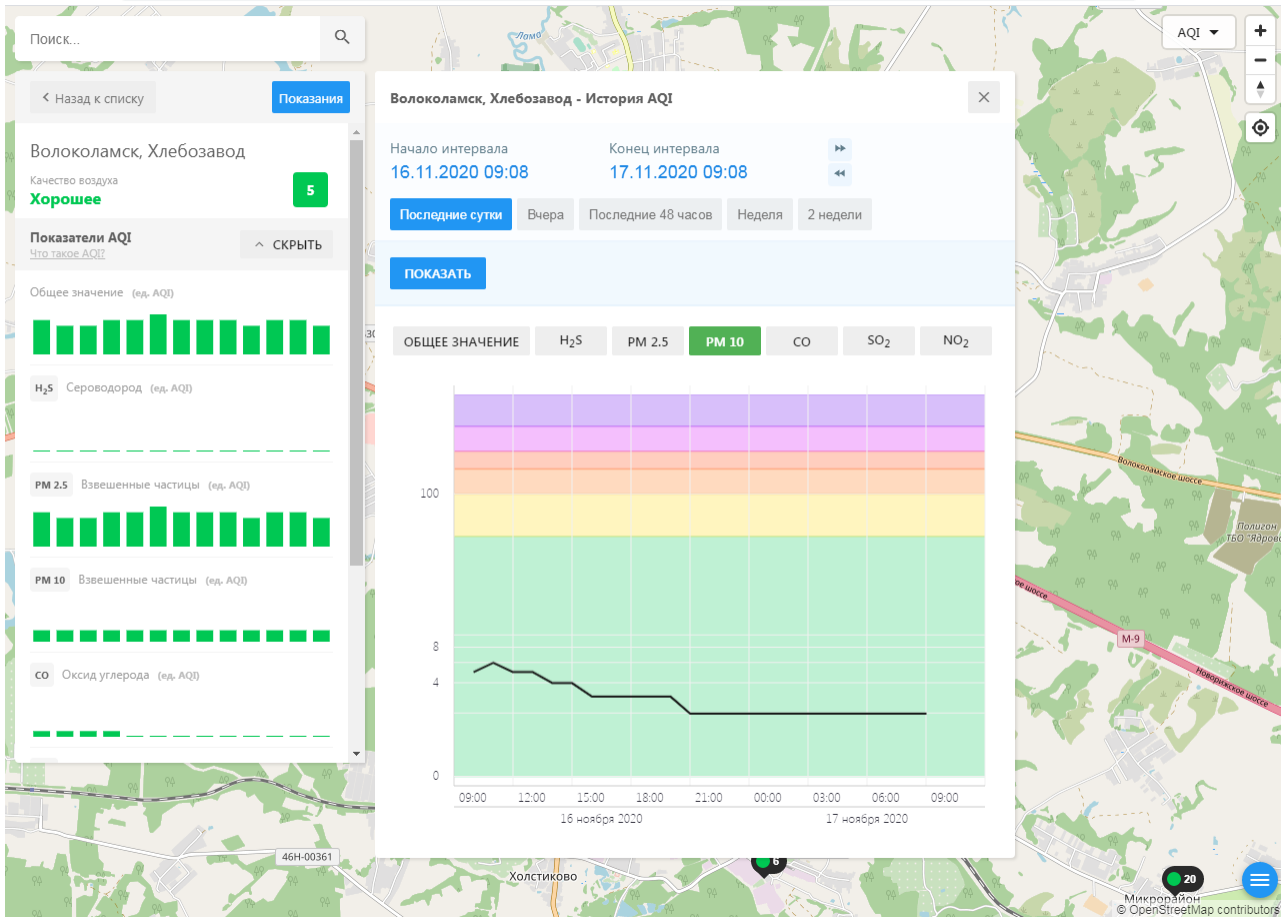 Поиск...
Ломо
AQI
Назад к списку
Показания
Волоколамск, Хлебозавод
Качество воздуха
Хорошее
5
Показатели AQI
Что такое AQI?
СКРЫТЬ
Общее значение (ед. AQI)
H₂S Сероводород (ед. AQI)
PM 2.5 Взвешенные частицы (ед. AQI)
PM 10 Взвешенные частицы (ед. AQI)
CO Оксид углерода (ед. AQI)
Волоколамск, Хлебозавод - История AQI
Начало интервала
Конец интервала
16.11.2020 09:08
17.11.2020 09:08
Последние сутки
Вчера
Последние 48 часов
Неделя
2 недели
ПОКАЗАТЬ
ОБЩЕЕ ЗНАЧЕНИЕ
H₂S
PM 2.5
PM 10
CO
SO₂
NO₂
100
8
4
0
09:00 12:00 15:00 18:00 21:00 00:00 03:00 06:00 09:00
16 ноября 2020
17 ноября 2020
Волоколамское шоссе
Полигон
ТБО "Ядрово
шоссе
М-9
Новорижское шоссе
46Н-00361
6
Холстиково
20
Микрорайон
© OpenStreetMap contributors